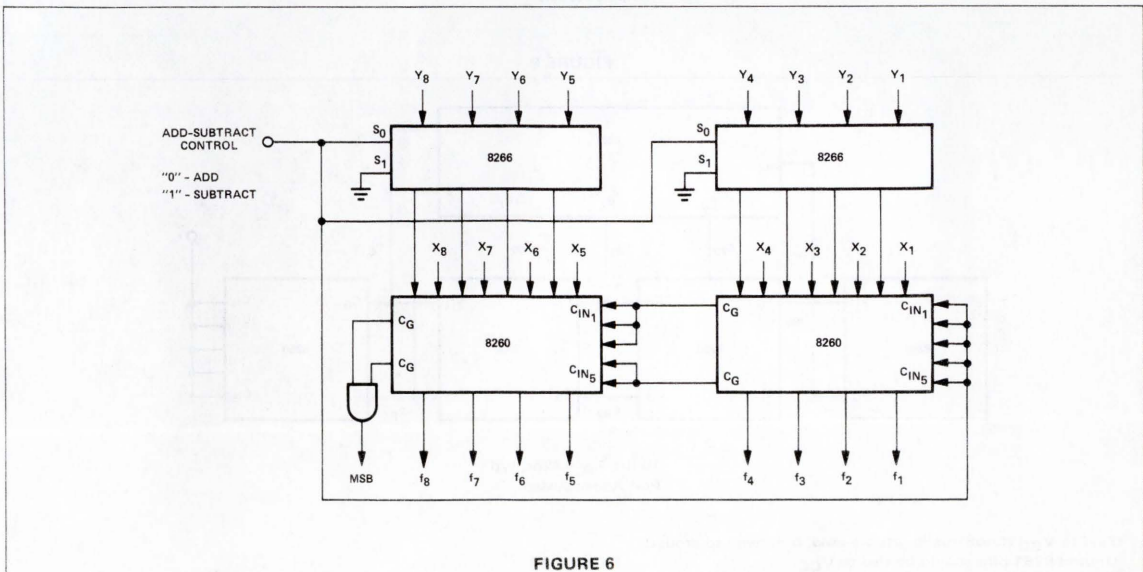 Y8 Y7 Y6 Y5 Y4 Y3 Y2 Y1
ADD-SUBTRACT
CONTROL
"0" - ADD
"1" - SUBTRACT
S0
S1
8266
S0
S1
8266
X8 X7 X6 X5 X4 X3 X2 X1
CG
CG
8260
CIN1
CIN5
CG
CG
8260
CIN1
CIN5
MSB f8 f7 f6 f5 f4 f3 f2 f1
FIGURE 6